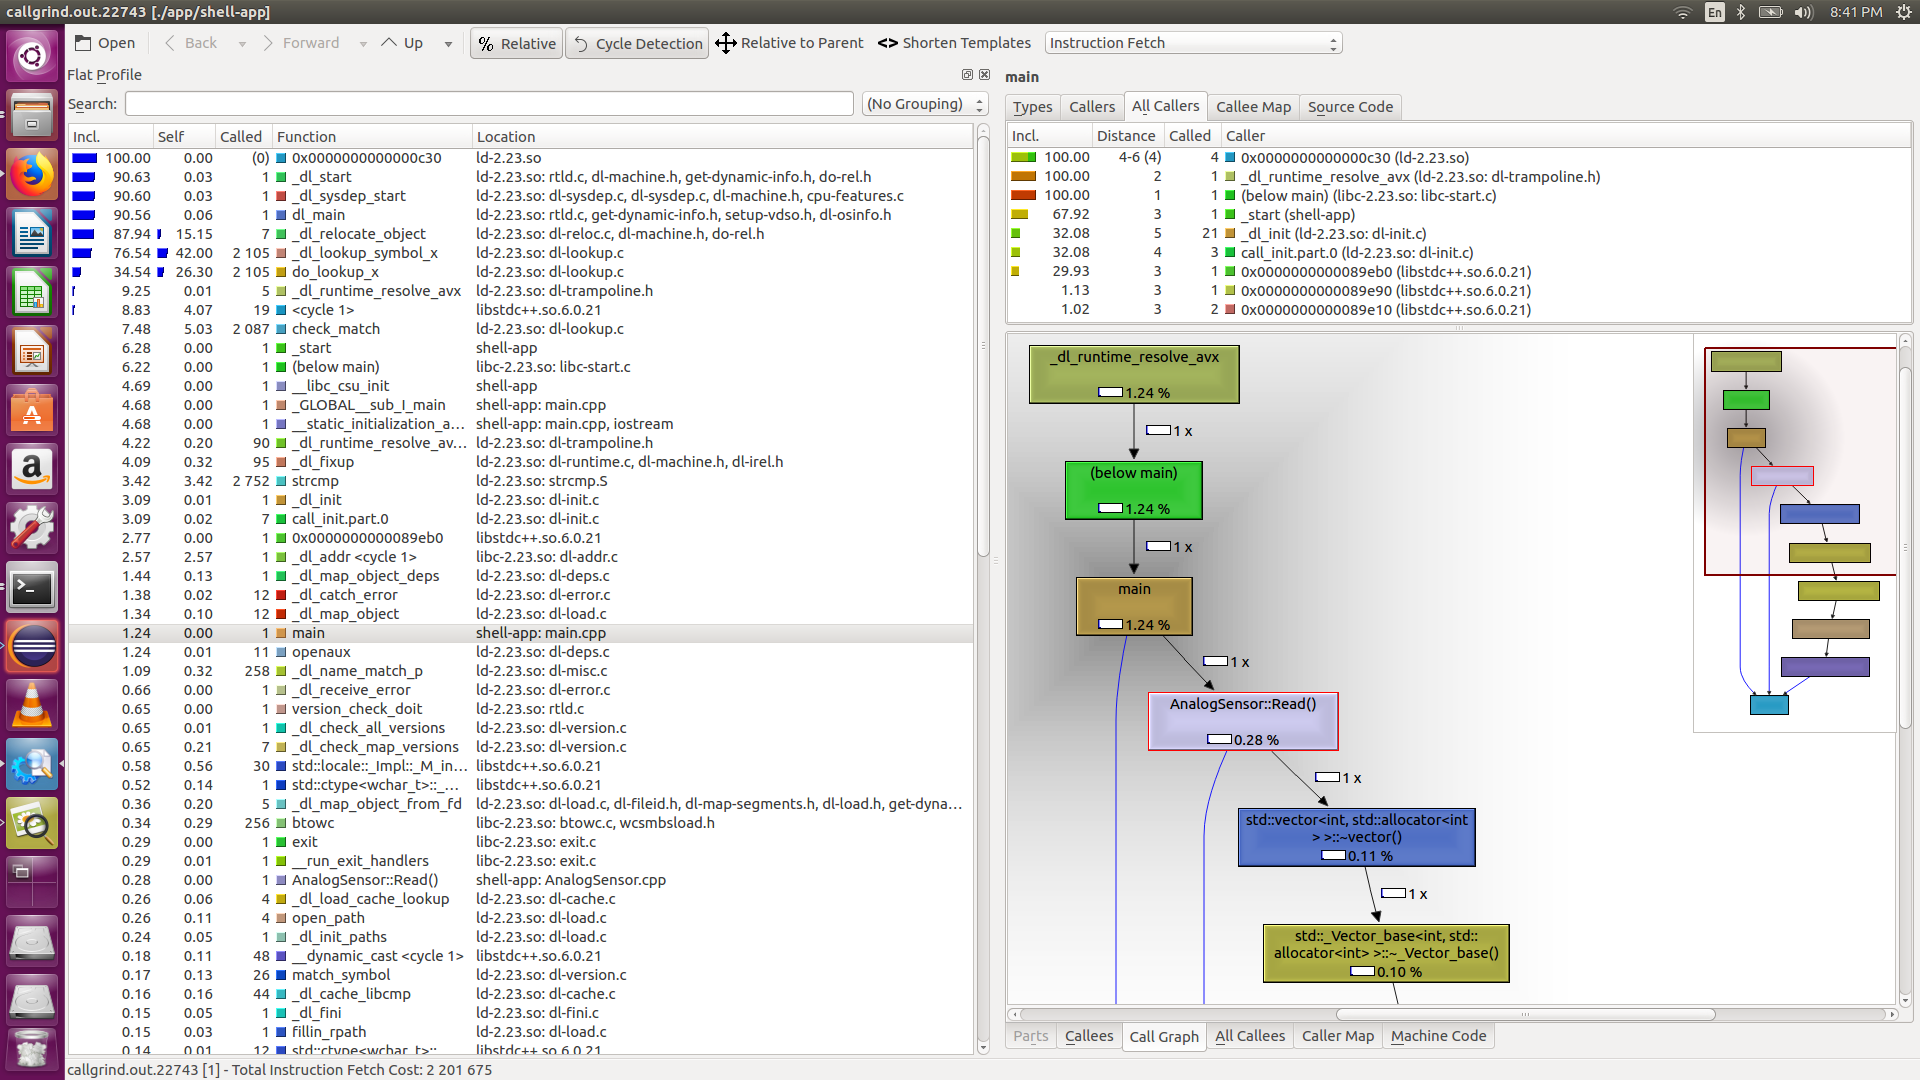 callgrind.out.22743 [./app/shell-app]
En
8:41 PM
Open
Back
Forward
Up
% Relative
Cycle Detection
Relative to Parent
<> Shorten Templates
Instruction Fetch
Flat Profile
Search:
(No Grouping)
Incl. Self Called Function Location
100.00 0.00 (0) 0x0000000000000c30 ld-2.23.so
90.63 0.03 1 _dl_start ld-2.23.so: rtld.c, dl-machine.h, get-dynamic-info.h, do-rel.h
90.60 0.03 1 _dl_sysdep_start ld-2.23.so: dl-sysdep.c, dl-sysdep.c, dl-machine.h, cpu-features.c
90.56 0.06 1 dl_main ld-2.23.so: rtld.c, get-dynamic-info.h, setup-vdso.h, dl-osinfo.h
87.94 15.15 7 _dl_relocate_object ld-2.23.so: dl-reloc.c, dl-machine.h, do-rel.h
76.54 42.00 2 105 _dl_lookup_symbol_x ld-2.23.so: dl-lookup.c
34.54 26.30 2 105 do_lookup_x ld-2.23.so: dl-lookup.c
9.25 0.01 5 _dl_runtime_resolve_avx ld-2.23.so: dl-trampoline.h
8.83 4.07 19 <cycle 1> libstdc++.so.6.0.21
7.48 5.03 2 087 check_match ld-2.23.so: dl-lookup.c
6.28 0.00 1 _start shell-app
6.22 0.00 1 (below main) libc-2.23.so: libc-start.c
4.69 0.00 1 __libc_csu_init shell-app
4.68 0.00 1 _GLOBAL__sub_I_main shell-app: main.cpp
4.68 0.00 1 __static_initialization_a... shell-app: main.cpp, iostream
4.22 0.20 90 _dl_runtime_resolve_av... ld-2.23.so: dl-trampoline.h
4.09 0.32 95 _dl_fixup ld-2.23.so: dl-runtime.c, dl-machine.h, dl-irel.h
3.42 3.42 2 752 strcmp ld-2.23.so: strcmp.S
3.09 0.01 1 _dl_init ld-2.23.so: dl-init.c
3.09 0.02 7 call_init.part.0 ld-2.23.so: dl-init.c
2.77 0.00 1 0x0000000000089eb0 libstdc++.so.6.0.21
2.57 2.57 1 _dl_addr <cycle 1> libc-2.23.so: dl-addr.c
1.44 0.13 1 _dl_map_object_deps ld-2.23.so: dl-deps.c
1.38 0.02 12 _dl_catch_error ld-2.23.so: dl-error.c
1.34 0.10 12 _dl_map_object ld-2.23.so: dl-load.c
1.24 0.00 1 main shell-app: main.cpp
1.24 0.01 11 openaux ld-2.23.so: dl-deps.c
1.09 0.32 258 _dl_name_match_p ld-2.23.so: dl-misc.c
0.66 0.00 1 _dl_receive_error ld-2.23.so: dl-error.c
0.65 0.00 1 version_check_doit ld-2.23.so: rtld.c
0.65 0.01 1 _dl_check_all_versions ld-2.23.so: dl-version.c
0.65 0.21 7 _dl_check_map_versions ld-2.23.so: dl-version.c
0.58 0.56 30 std::locale::_Impl::_M_in... libstdc++.so.6.0.21
0.52 0.14 1 std::ctype<wchar_t>::_... libstdc++.so.6.0.21
0.36 0.20 5 _dl_map_object_from_fd ld-2.23.so: dl-load.c, dl-fileid.h, dl-map-segments.h, dl-load.h, get-dyna...
0.34 0.29 256 btowc libc-2.23.so: btowc.c, wcsmbsload.h
0.29 0.00 1 exit libc-2.23.so: exit.c
0.29 0.01 1 __run_exit_handlers libc-2.23.so: exit.c
0.28 0.00 1 AnalogSensor::Read() shell-app: AnalogSensor.cpp
0.26 0.06 4 _dl_load_cache_lookup ld-2.23.so: dl-cache.c
0.26 0.11 4 open_path ld-2.23.so: dl-load.c
0.24 0.05 1 _dl_init_paths ld-2.23.so: dl-load.c
0.18 0.11 48 __dynamic_cast <cycle 1> libstdc++.so.6.0.21
0.17 0.13 26 match_symbol ld-2.23.so: dl-version.c
0.16 0.16 44 _dl_cache_libcmp ld-2.23.so: dl-cache.c
0.15 0.05 1 _dl_fini ld-2.23.so: dl-fini.c
0.15 0.03 1 fillin_rpath ld-2.23.so: dl-load.c
0.14 0.01 12 std::ctype<wchar_t>:: libstdc++.so.6.0.21
callgrind.out.22743 [1] - Total Instruction Fetch Cost: 2 201 675
main
Types Callers All Callers Callee Map Source Code
Incl. Distance Called Caller
100.00 4-6 (4) 4 0x0000000000000c30 (ld-2.23.so)
100.00 2 1 _dl_runtime_resolve_avx (ld-2.23.so: dl-trampoline.h)
100.00 1 1 (below main) (libc-2.23.so: libc-start.c)
67.92 3 1 _start (shell-app)
32.08 5 21 _dl_init (ld-2.23.so: dl-init.c)
32.08 4 3 call_init.part.0 (ld-2.23.so: dl-init.c)
29.93 3 1 0x0000000000089eb0 (libstdc++.so.6.0.21)
1.13 3 1 0x0000000000089e90 (libstdc++.so.6.0.21)
1.02 3 2 0x0000000000089e10 (libstdc++.so.6.0.21)
_dl_runtime_resolve_avx
1.24 %
1 x
(below main)
1.24 %
1 x
main
1.24 %
1 x
AnalogSensor::Read()
0.28 %
1 x
std::vector<int, std::allocator<int
> >::~vector()
0.11 %
1 x
std::_Vector_base<int, std::
allocator<int> >::~_Vector_base()
0.10 %
Parts Callees Call Graph All Callees Caller Map Machine Code